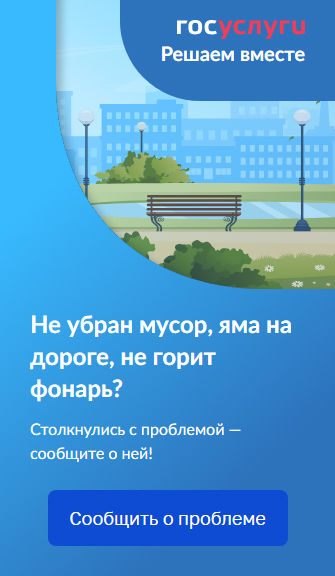 госуслуги
Решаем вместе
Не убран мусор, яма на
дороге, не горит
фонарь?
Столкнулись с проблемой —
сообщите о ней!
Сообщить о проблеме